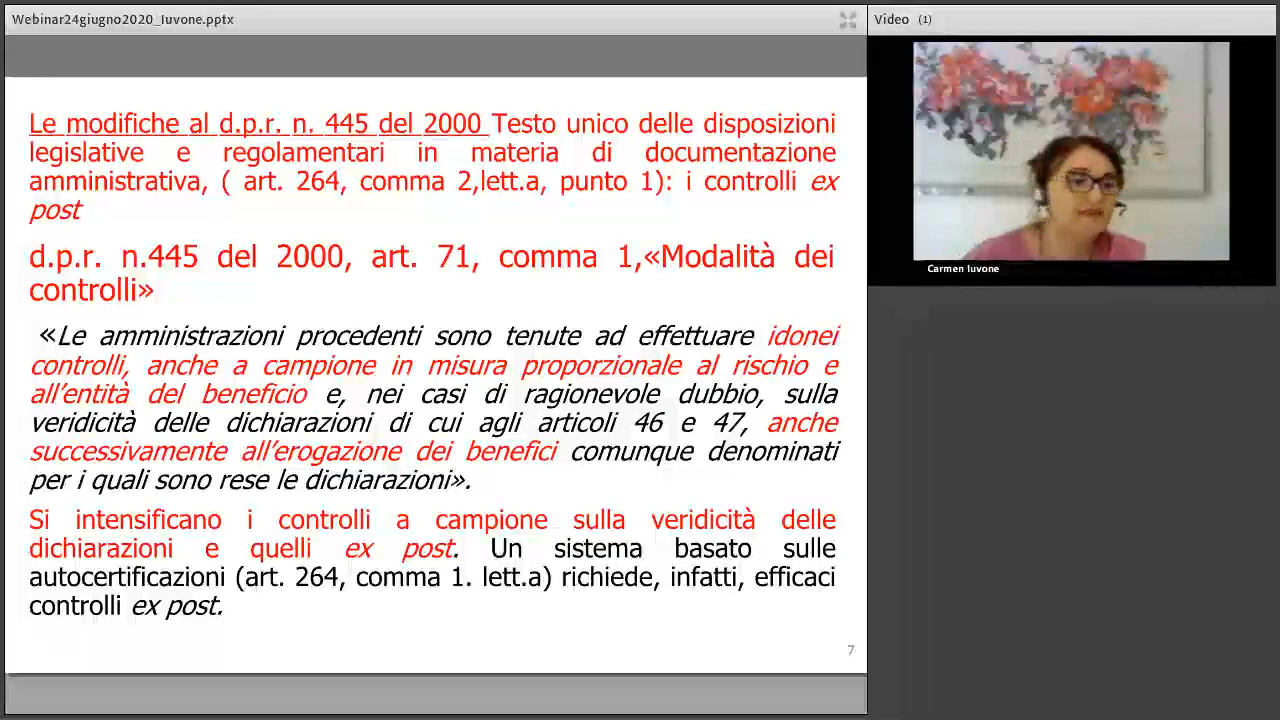 Webinar24giugno2020_Iuvone.pptx
Video (1)
Carmen Iuvone
Le modifiche al d.p.r. n. 445 del 2000 Testo unico delle disposizioni
legislative e regolamentari in materia di documentazione
amministrativa, ( art. 264, comma 2,lett.a, punto 1): i controlli ex
post
d.p.r. n.445 del 2000, art. 71, comma 1,«Modalità dei
controlli»
«Le amministrazioni procedenti sono tenute ad effettuare idonei
controlli, anche a campione in misura proporzionale al rischio e
all’entità del beneficio e, nei casi di ragionevole dubbio, sulla
veridicità delle dichiarazioni di cui agli articoli 46 e 47, anche
successivamente all’erogazione dei benefici comunque denominati
per i quali sono rese le dichiarazioni».
Si intensificano i controlli a campione sulla veridicità delle
dichiarazioni e quelli ex post. Un sistema basato sulle
autocertificazioni (art. 264, comma 1. lett.a) richiede, infatti, efficaci
controlli ex post.
7